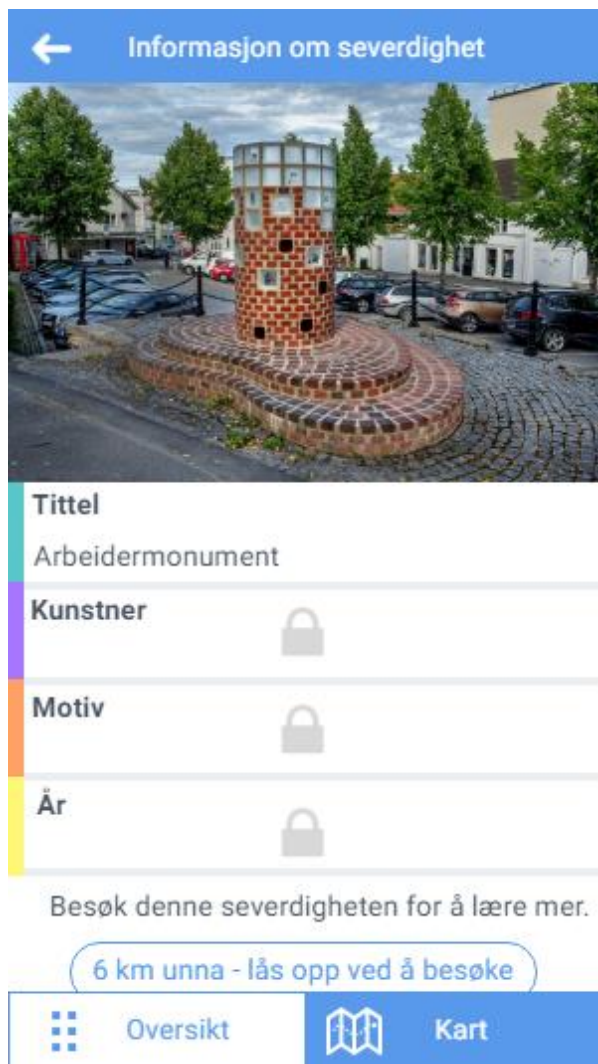 Informasjon om severdighet
Tittel
Arbeidermonument
Kunstner
Motiv
År
Besøk denne severdigheten for å lære mer.
6 km unna - lås opp ved å besøke
Oversikt
Kart